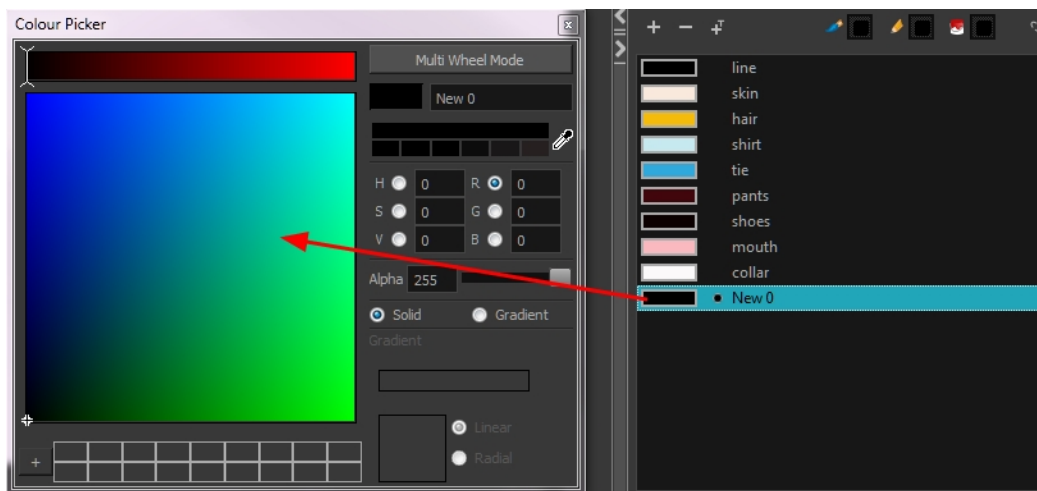 Colour Picker
Multi Wheel Mode
New 0
H 0 R 0
S 0 G 0
V 0 B 0
Alpha 255
Solid Gradient
Gradient
Linear
Radial
line
skin
hair
shirt
tie
pants
shoes
mouth
collar
New 0